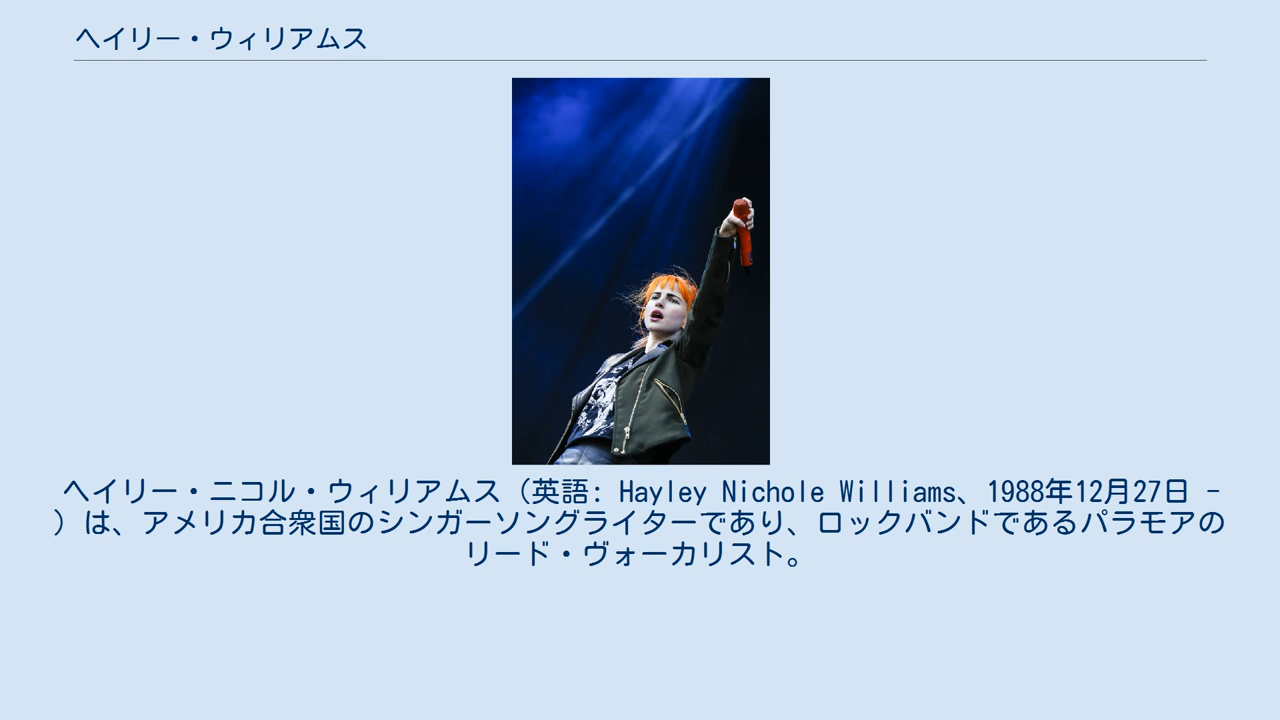 ヘイリー・ウィリアムス
ヘイリー・ニコル・ウィリアムス（英語: Hayley Nichole Williams、1988年12月27日 -
）は、アメリカ合衆国のシンガーソングライターであり、ロックバンドであるパラモアの
リード・ヴォーカリスト。